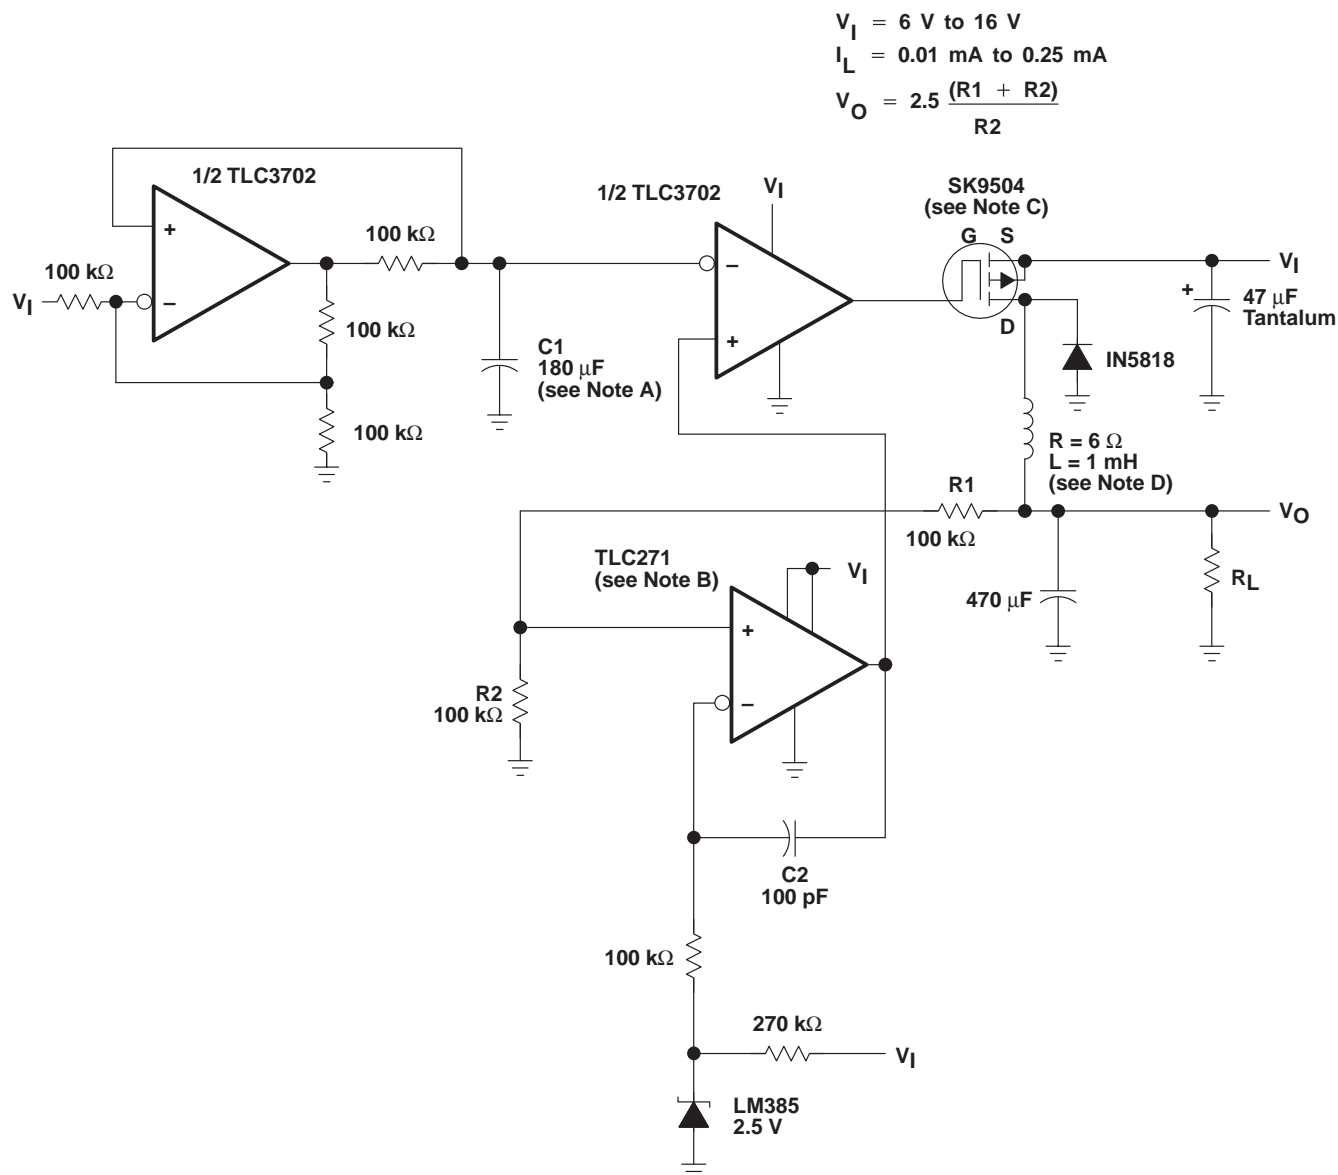 V_I = 6 V to 16 V
I_L = 0.01 mA to 0.25 mA
V_O = 2.5 (R1 + R2)
R2
1/2 TLC3702
+
−
100 kΩ
V_I
100 kΩ
100 kΩ
100 kΩ
C1
180 μF
(see Note A)
1/2 TLC3702
V_I
−
+
SK9504
(see Note C)
G S
D
V_I
+
47 μF
Tantalum
IN5818
R = 6 Ω
L = 1 mH
(see Note D)
R1
100 kΩ
V_O
470 μF
R_L
TLC271
(see Note B)
V_I
+
−
R2
100 kΩ
C2
100 pF
100 kΩ
270 kΩ
V_I
LM385
2.5 V